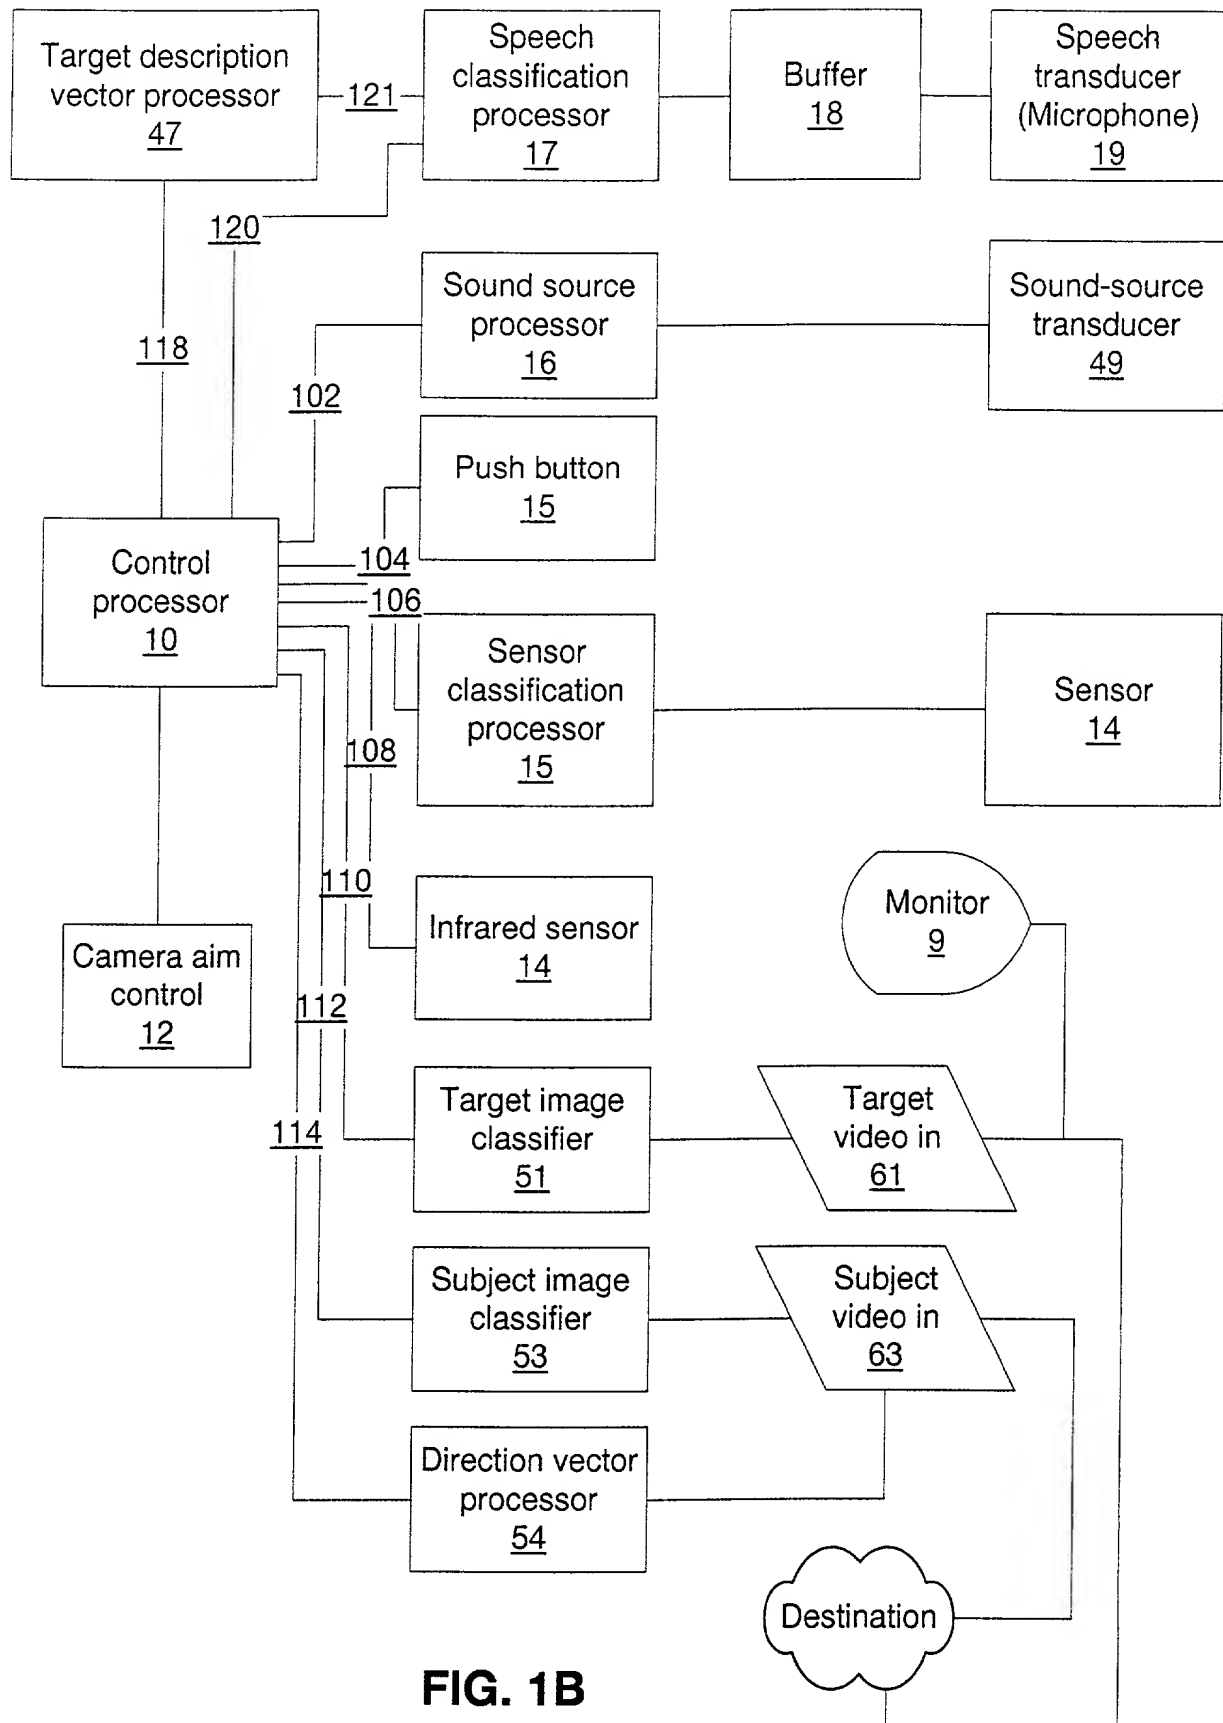 Target description
vector processor
47
121
Speech
classification
processor
17
Buffer
18
Speech
transducer
(Microphone)
19
120
118
102
Sound source
processor
16
Sound-source
transducer
49
Push button
15
104
106
Control
processor
10
Sensor
classification
processor
15
Sensor
14
108
110
Infrared sensor
14
Monitor
9
Camera aim
control
12
112
114
Target image
classifier
51
Target
video in
61
Subject image
classifier
53
Subject
video in
63
Direction vector
processor
54
Destination
FIG. 1B